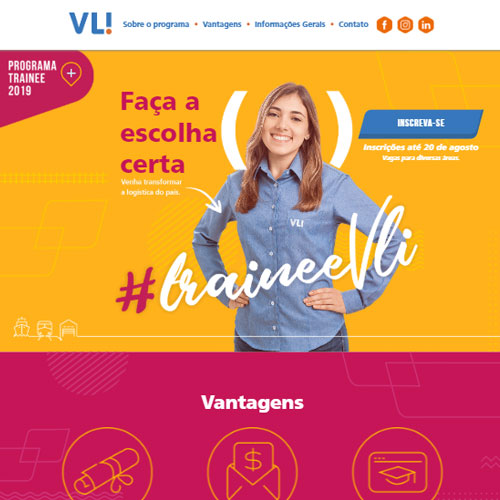 VL!
Sobre o programa • Vantagens • Informações Gerais • Contato
PROGRAMA
TRAINEE
2019
Faça a
escolha
certa
Venha transformar
a logística do país.
INSCREVA-SE
Inscrições até 20 de agosto
Vagas para diversas áreas.
VL!
#traineeVli
Vantagens
$